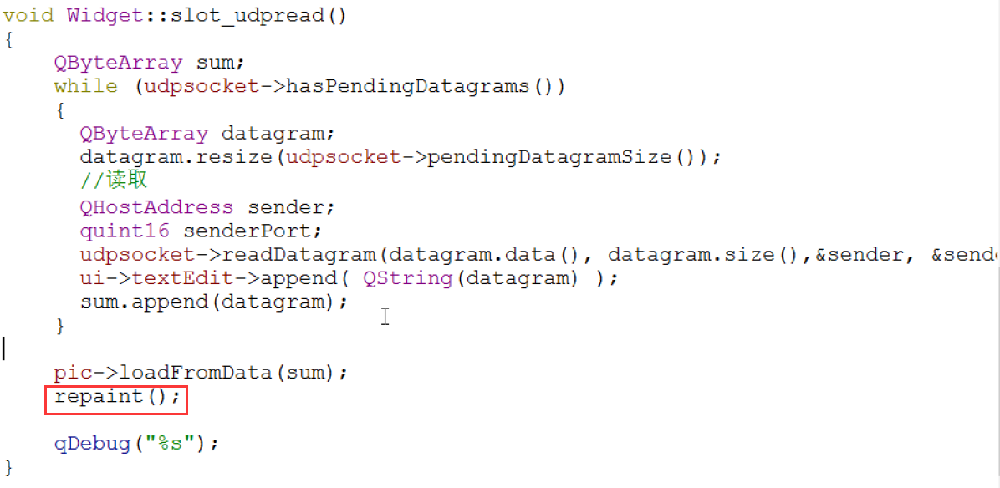 void Widget::slot_udpread()
{
QByteArray sum;
while (udpsocket->hasPendingDatagrams())
{
QByteArray datagram;
datagram.resize(udpsocket->pendingDatagramSize());
//读取
QHostAddress sender;
quint16 senderPort;
udpsocket->readDatagram(datagram.data(), datagram.size(),&sender, &sende
ui->textEdit->append( QString(datagram) );
sum.append(datagram);
}
pic->loadFromData(sum);
repaint();
qDebug("%s");
}